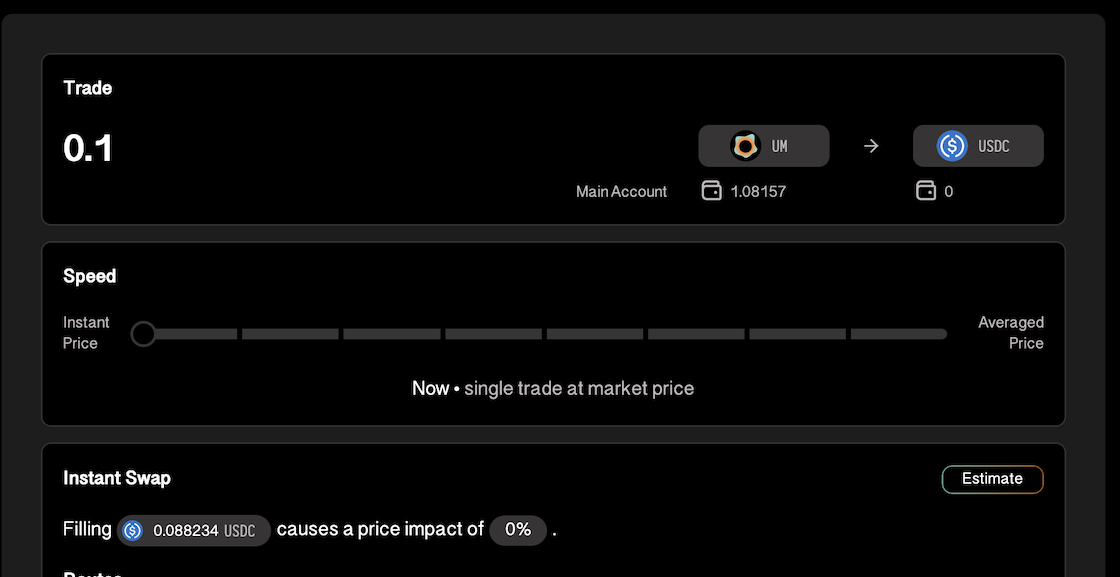 Trade
0.1
UM → USDC
Main Account 1.08157 0
Speed
Instant Price
Averaged Price
Now • single trade at market price
Instant Swap
Estimate
Filling 0.088234 USDC causes a price impact of 0% .
Routes